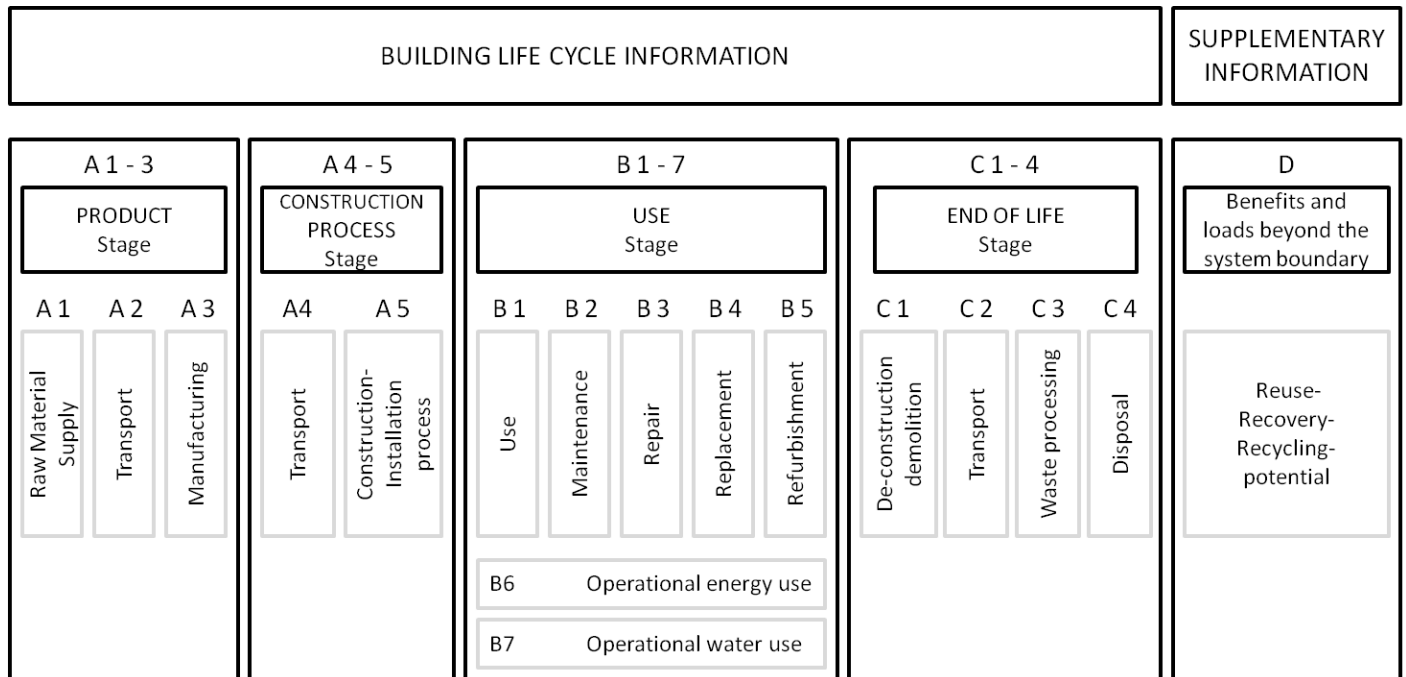 BUILDING LIFE CYCLE INFORMATION
SUPPLEMENTARY
INFORMATION
A 1 - 3
PRODUCT
Stage
A 1
A 2
A 3
Raw Material
Supply
Transport
Manufacturing
A 4 - 5
CONSTRUCTION
PROCESS
Stage
A4
A 5
Transport
Construction-
Installation
process
B 1 - 7
USE
Stage
B 1
B 2
B 3
B 4
B 5
Use
Maintenance
Repair
Replacement
Refurbishment
B6 Operational energy use
B7 Operational water use
C 1 - 4
END OF LIFE
Stage
C 1
C 2
C 3
C 4
De-construction
demolition
Transport
Waste processing
Disposal
D
Benefits and
loads beyond the
system boundary
Reuse-
Recovery-
Recycling-
potential